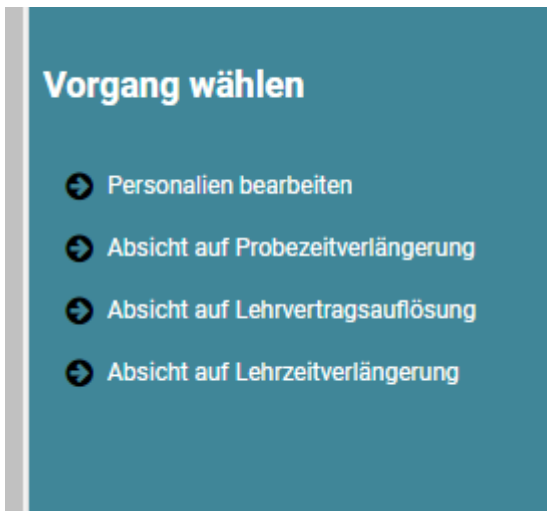 Vorgang wählen
Personalien bearbeiten
Absicht auf Probezeitverlängerung
Absicht auf Lehrvertragsauflösung
Absicht auf Lehrzeitverlängerung